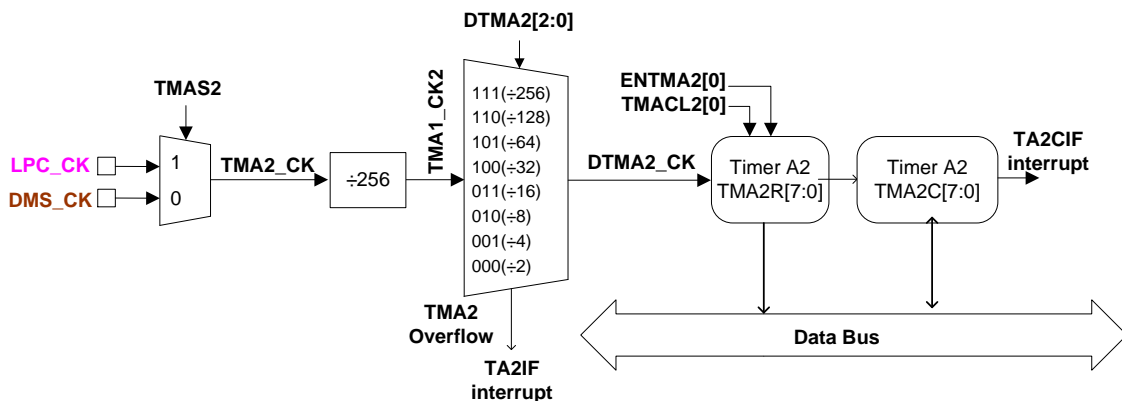 DTMA2[2:0]
TMAS2
LPC_CK
DMS_CK
1
0
TMA2_CK
÷256
TMA1_CK2
111(÷256)
110(÷128)
101(÷64)
100(÷32)
011(÷16)
010(÷8)
001(÷4)
000(÷2)
TMA2
Overflow
TA2IF
interrupt
DTMA2_CK
ENTMA2[0]
TMACL2[0]
Timer A2
TMA2R[7:0]
Timer A2
TMA2C[7:0]
TA2CIF
interrupt
Data Bus